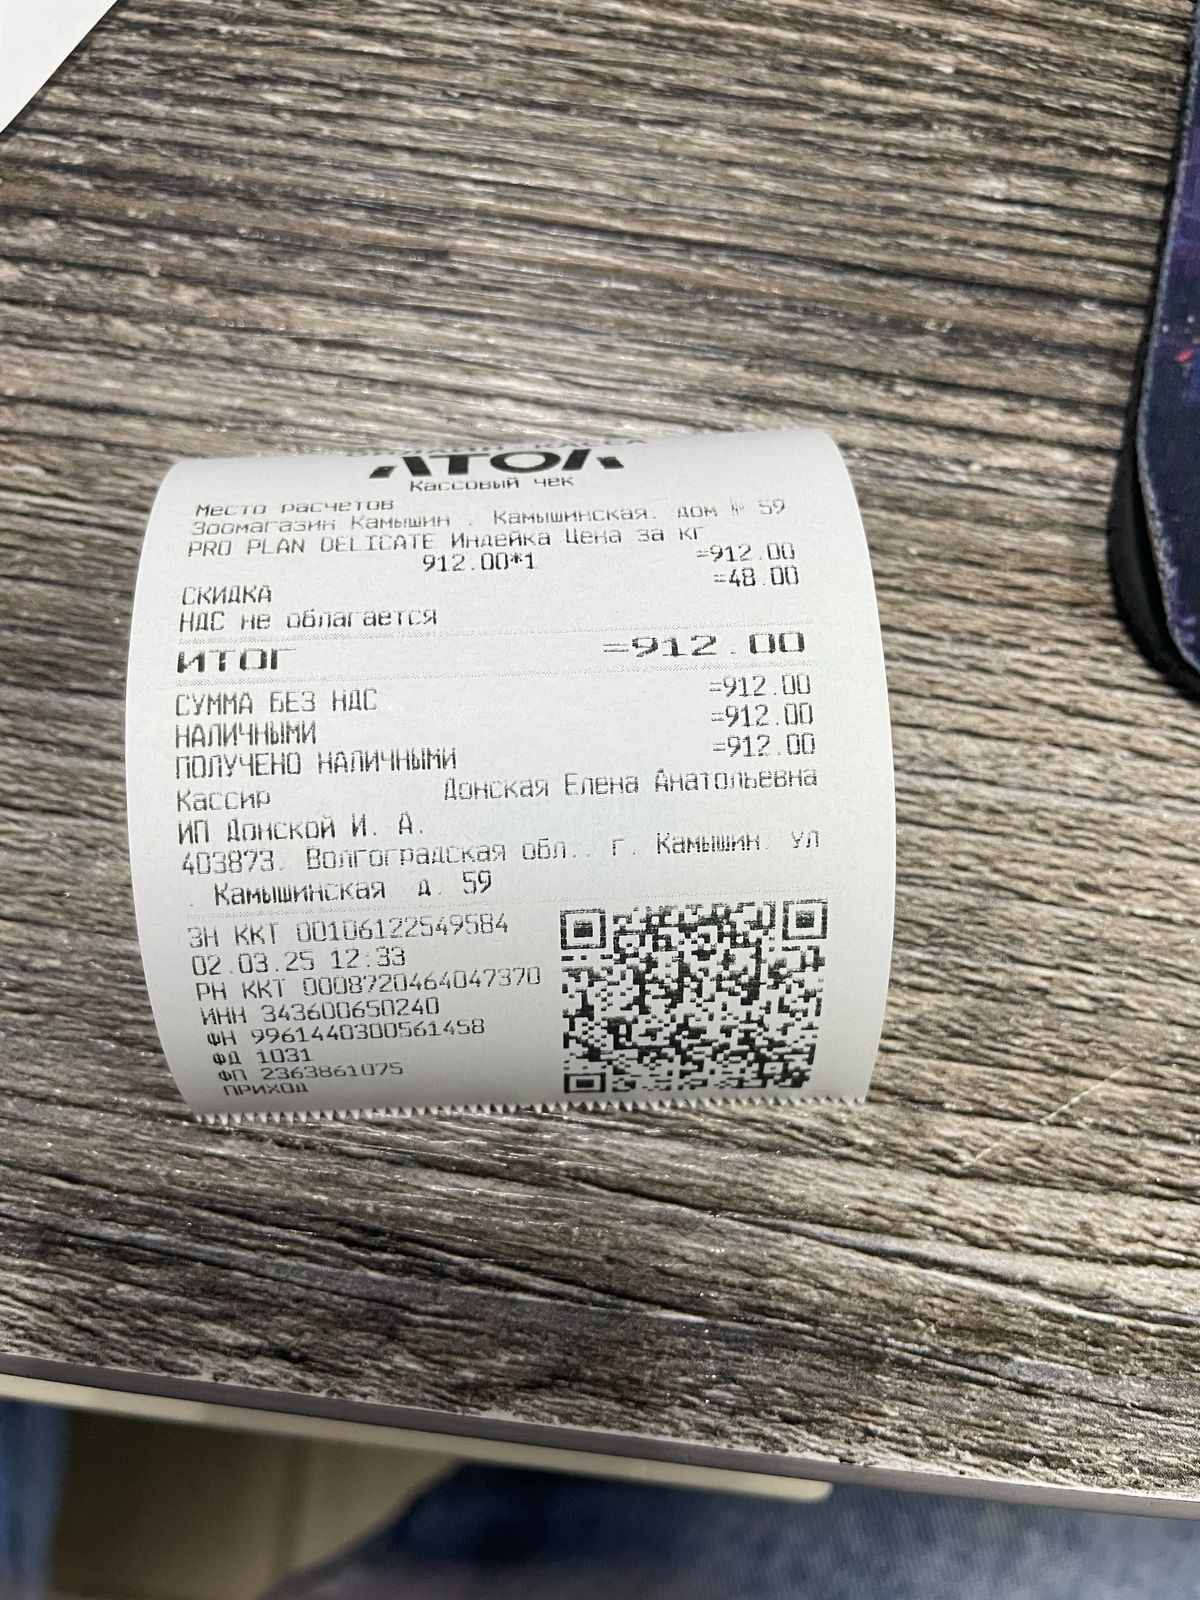 АТОЛ
Кассовый чек
Место расчетов
Зоомагазин Камышин . Камышинская. дом № 59
PRO PLAN DELICATE Индейка Цена за кг
912.00*1 =912.00
СКИДКА =48.00
НДС не облагается
ИТОГ =912.00
СУММА БЕЗ НДС =912.00
НАЛИЧНЫМИ =912.00
ПОЛУЧЕНО НАЛИЧНЫМИ =912.00
Кассир Донская Елена Анатольевна
ИП Донской И. А.
403873. Волгоградская обл.. г. Камышин. ул
. Камышинская д. 59
ЗН ККТ 00106122549584
02.03.25 12:33
РН ККТ 0008720464047370
ИНН 343600650240
ФН 9961440300561458
ФД 1031
ФП 2363861075
ПРИХОД